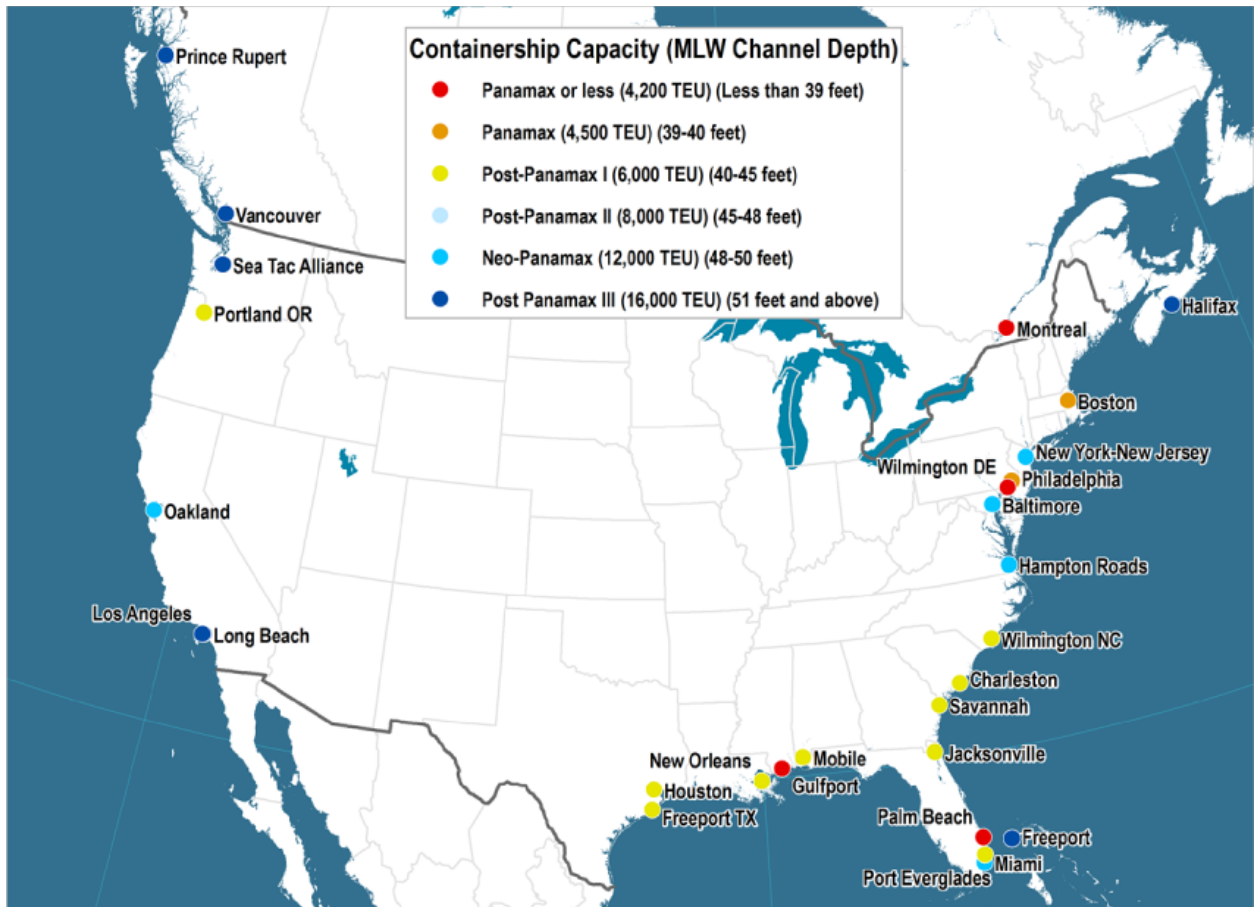 Containership Capacity (MLW Channel Depth)
Panamax or less (4,200 TEU) (Less than 39 feet)
Panamax (4,500 TEU) (39-40 feet)
Post-Panamax I (6,000 TEU) (40-45 feet)
Post-Panamax II (8,000 TEU) (45-48 feet)
Neo-Panamax (12,000 TEU) (48-50 feet)
Post Panamax III (16,000 TEU) (51 feet and above)
Prince Rupert
Vancouver
Sea Tac Alliance
Portland OR
Oakland
Los Angeles
Long Beach
Halifax
Montreal
Boston
New York-New Jersey
Wilmington DE
Philadelphia
Baltimore
Hampton Roads
Wilmington NC
Charleston
Savannah
Jacksonville
New Orleans
Mobile
Gulfport
Houston
Freeport TX
Palm Beach
Freeport
Miami
Port Everglades